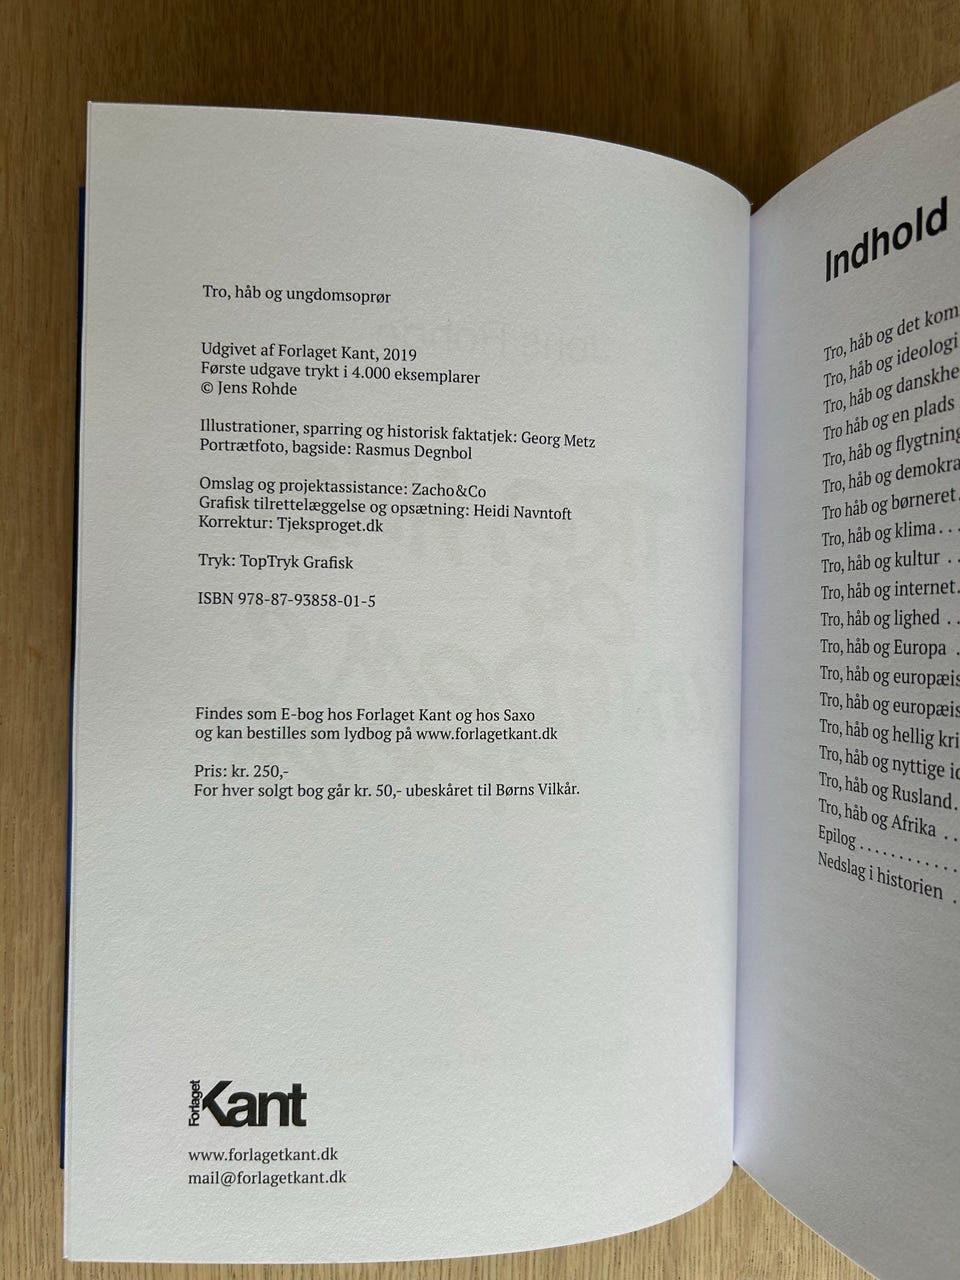 Tro, håb og ungdomsoprør
Udgivet af Forlaget Kant, 2019
Første udgave trykt i 4.000 eksemplarer
© Jens Rohde
Illustrationer, sparring og historisk faktatjek: Georg Metz
Portrætfoto, bagside: Rasmus Degnbol
Omslag og projektassistance: Zacho&Co
Grafisk tilrettelæggelse og opsætning: Heidi Navntoft
Korrektur: Tjeksproget.dk
Tryk: TopTryk Grafisk
ISBN 978-87-93858-01-5
Findes som E-bog hos Forlaget Kant og hos Saxo
og kan bestilles som lydbog på www.forlagetkant.dk
Pris: kr. 250,-
For hver solgt bog går kr. 50,- ubeskåret til Børns Vilkår.
Forlaget Kant
www.forlagetkant.dk
mail@forlagetkant.dk
Indhold
Tro, håb og det kom
Tro, håb og ideologi
Tro, håb og danskhe
Tro håb og en plads
Tro, håb og flygtning
Tro, håb og demokra
Tro håb og børneret.
Tro, håb og klima . . .
Tro, håb og kultur . .
Tro, håb og internet.
Tro, håb og lighed . .
Tro, håb og Europa .
Tro, håb og europæis
Tro, håb og europæis
Tro, håb og hellig kri
Tro, håb og nyttige id
Tro, håb og Rusland.
Tro, håb og Afrika . .
Epilog . . . . . . . . . . .
Nedslag i historien .